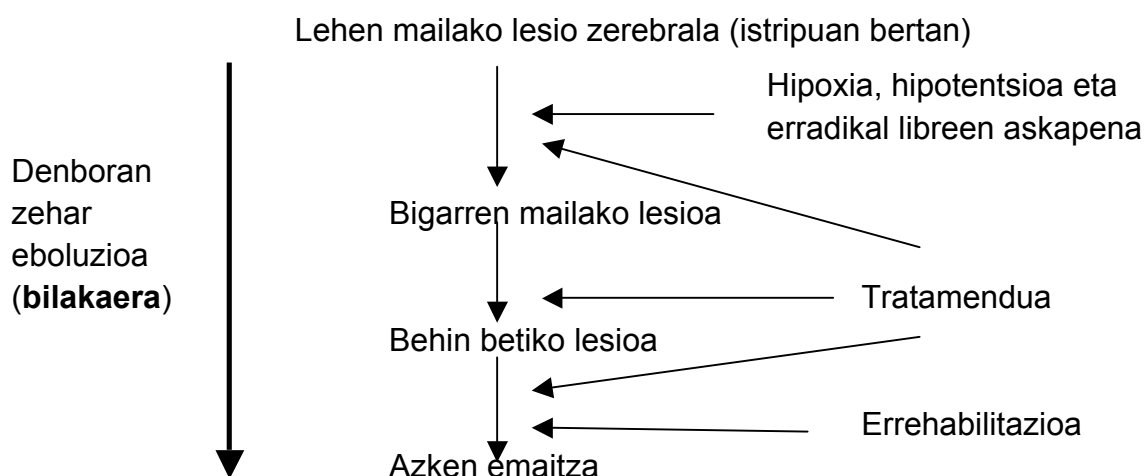 Lehen mailako lesio zerebrala (istripuan bertan)
Hipoxia, hipotentsioa eta
erradikal libreen askapena
Denboran
zehar
eboluzioa
(bilakaera)
Bigarren mailako lesioa
Tratamendua
Behin betiko lesioa
Errehabilitazioa
Azken emaitza